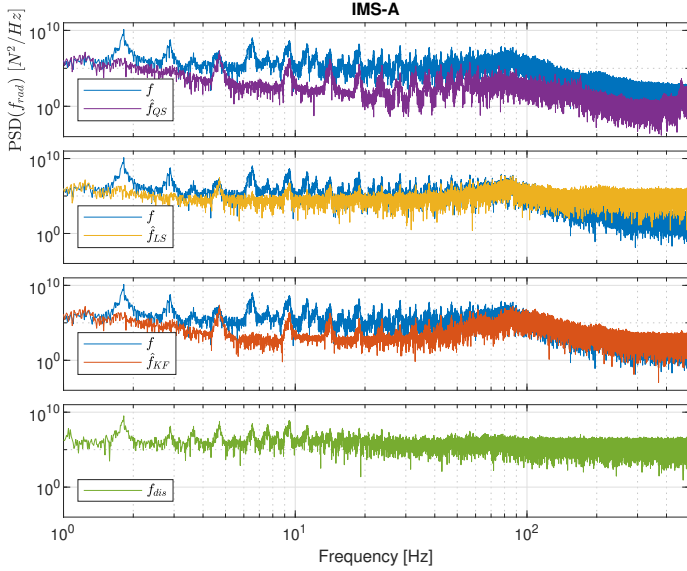 IMS-A
PSD(f_rad) [N²/Hz]
10^10
10^0
f
f̂_QS
10^10
10^0
f
f̂_LS
10^10
10^0
f
f̂_KF
10^10
10^0
f_dis
10^0
10^1
10^2
Frequency [Hz]